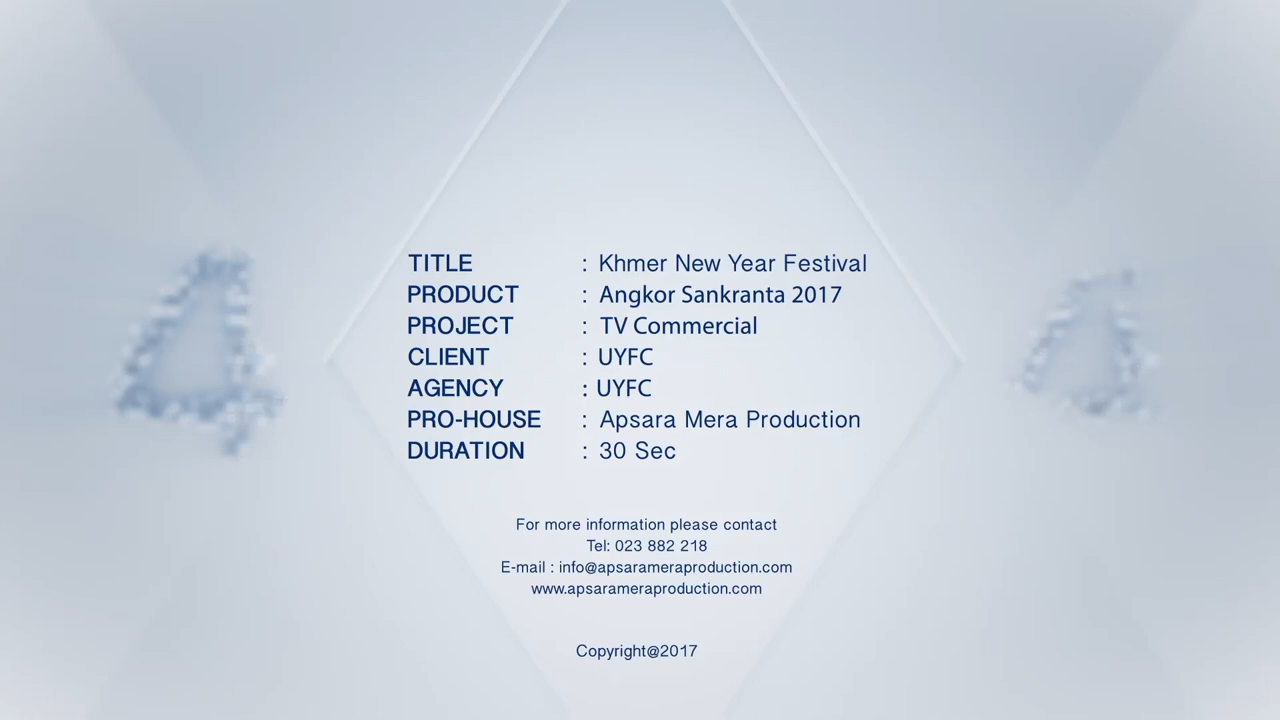 4
TITLE : Khmer New Year Festival
PRODUCT : Angkor Sankranta 2017
PROJECT : TV Commercial
CLIENT : UYFC
AGENCY : UYFC
PRO-HOUSE : Apsara Mera Production
DURATION : 30 Sec
For more information please contact
Tel: 023 882 218
E-mail : info@apsarameraproduction.com
www.apsarameraproduction.com
Copyright@2017